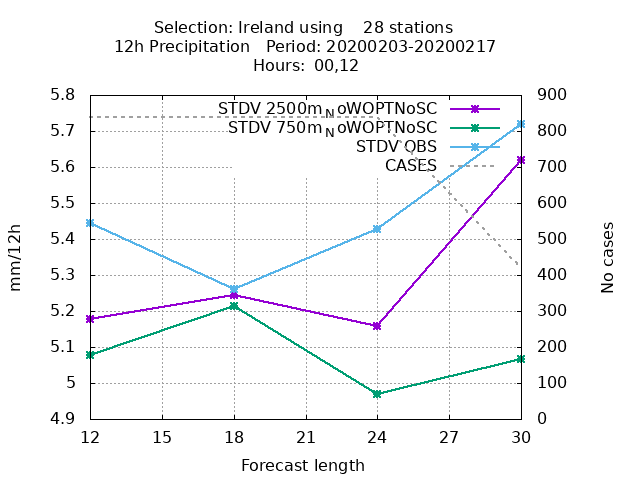 Selection: Ireland using 28 stations
12h Precipitation Period: 20200203-20200217
Hours: 00,12
STDV 2500mNoWOPTNoSC
STDV 750mNoWOPTNoSC
STDV OBS
CASES
5.8
5.7
5.6
5.5
5.4
5.3
5.2
5.1
5
4.9
mm/12h
900
800
700
600
500
400
300
200
100
0
No cases
12 15 18 21 24 27 30
Forecast length